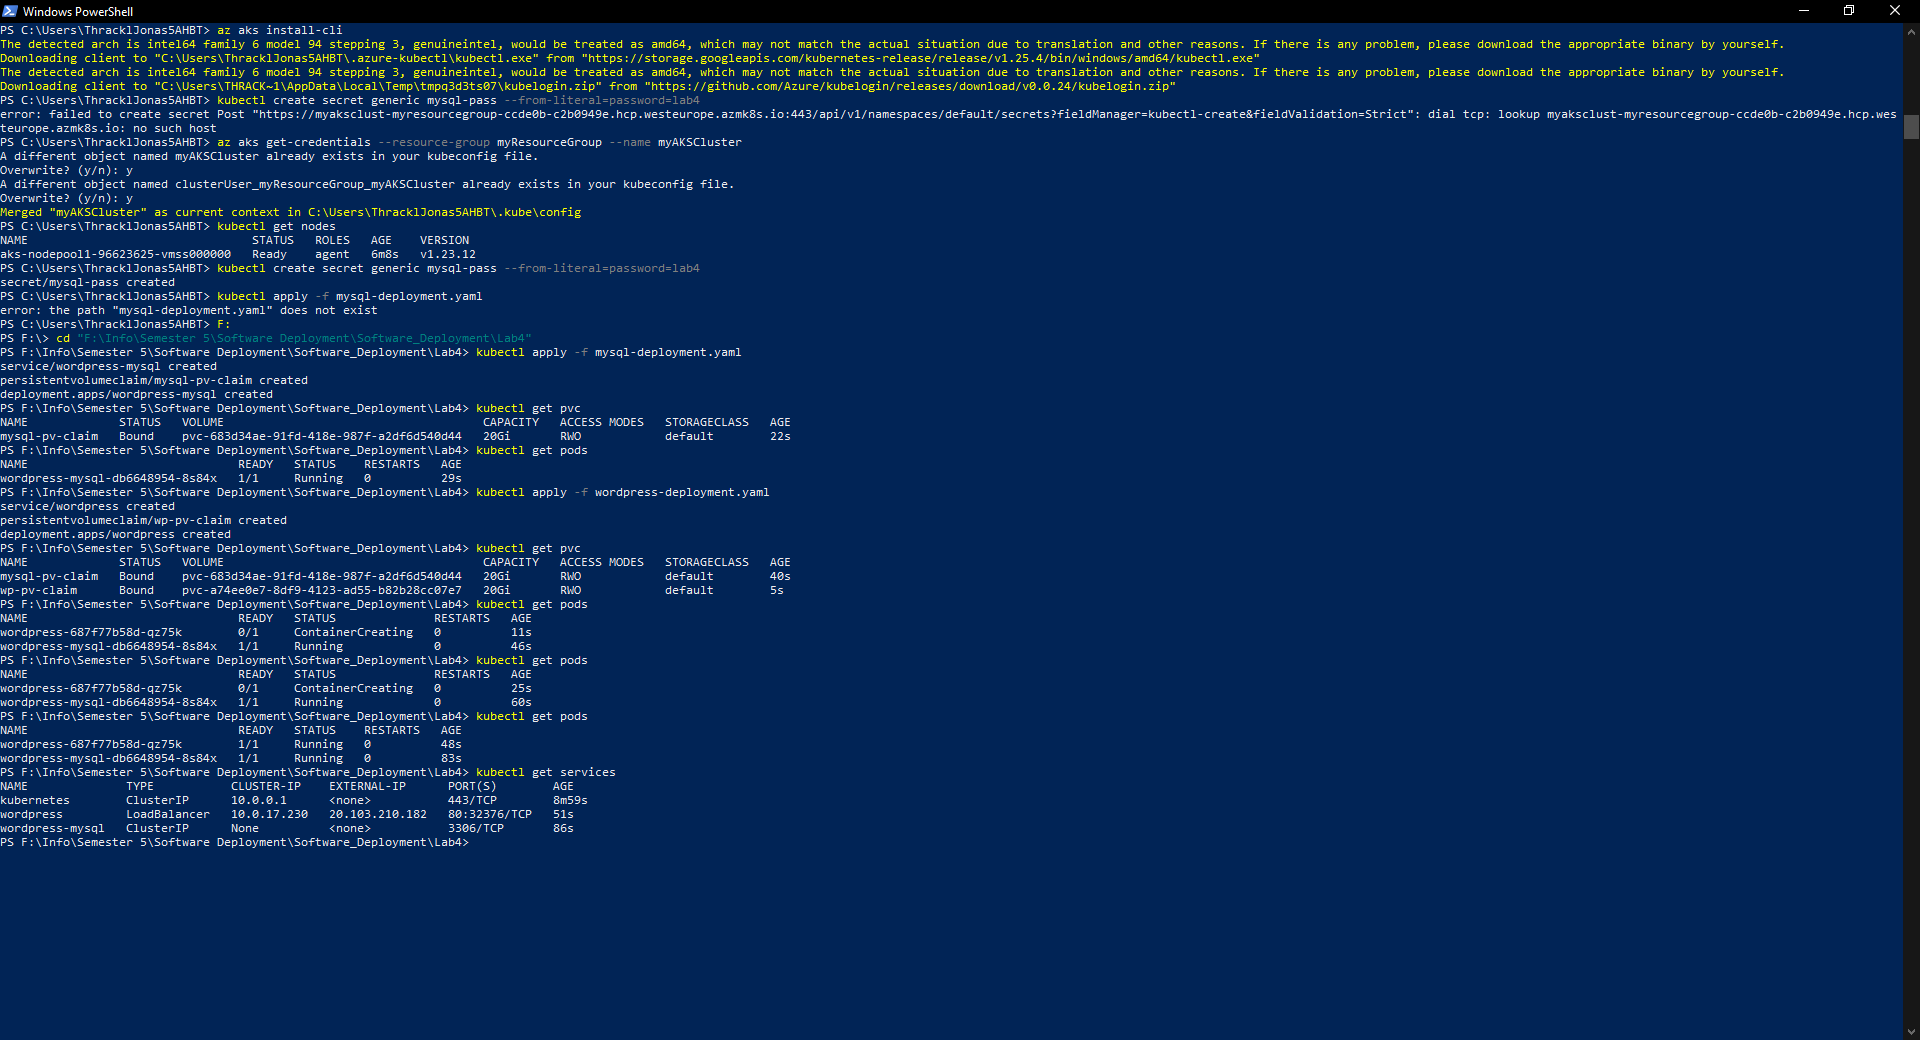 Windows PowerShell
PS C:\Users\ThracklJonas5AHBT> az aks install-cli
The detected arch is intel64 family 6 model 94 stepping 3, genuineintel, would be treated as amd64, which may not match the actual situation due to translation and other reasons. If there is any problem, please download the appropriate binary by yourself.
Downloading client to "C:\Users\ThracklJonas5AHBT\.azure-kubectl\kubectl.exe" from "https://storage.googleapis.com/kubernetes-release/release/v1.25.4/bin/windows/amd64/kubectl.exe"
The detected arch is intel64 family 6 model 94 stepping 3, genuineintel, would be treated as amd64, which may not match the actual situation due to translation and other reasons. If there is any problem, please download the appropriate binary by yourself.
Downloading client to "C:\Users\THRACK~1\AppData\Local\Temp\tmpq3d3ts07\kubelogin.zip" from "https://github.com/Azure/kubelogin/releases/download/v0.0.24/kubelogin.zip"
PS C:\Users\ThracklJonas5AHBT> kubectl create secret generic mysql-pass --from-literal=password=lab4
error: failed to create secret Post "https://myaksclust-myresourcegroup-ccde0b-c2b0949e.hcp.westeurope.azmk8s.io:443/api/v1/namespaces/default/secrets?fieldManager=kubectl-create&fieldValidation=Strict": dial tcp: lookup myaksclust-myresourcegroup-ccde0b-c2b0949e.hcp.wes
teurope.azmk8s.io: no such host
PS C:\Users\ThracklJonas5AHBT> az aks get-credentials --resource-group myResourceGroup --name myAKSCluster
A different object named myAKSCluster already exists in your kubeconfig file.
Overwrite? (y/n): y
A different object named clusterUser_myResourceGroup_myAKSCluster already exists in your kubeconfig file.
Overwrite? (y/n): y
Merged "myAKSCluster" as current context in C:\Users\ThracklJonas5AHBT\.kube\config
PS C:\Users\ThracklJonas5AHBT> kubectl get nodes
NAME STATUS ROLES AGE VERSION
aks-nodepool1-96623625-vmss000000 Ready agent 6m8s v1.23.12
PS C:\Users\ThracklJonas5AHBT> kubectl create secret generic mysql-pass --from-literal=password=lab4
secret/mysql-pass created
PS C:\Users\ThracklJonas5AHBT> kubectl apply -f mysql-deployment.yaml
error: the path "mysql-deployment.yaml" does not exist
PS C:\Users\ThracklJonas5AHBT> F:
PS F:\> cd "F:\Info\Semester 5\Software Deployment\Software_Deployment\Lab4"
PS F:\Info\Semester 5\Software Deployment\Software_Deployment\Lab4> kubectl apply -f mysql-deployment.yaml
service/wordpress-mysql created
persistentvolumeclaim/mysql-pv-claim created
deployment.apps/wordpress-mysql created
PS F:\Info\Semester 5\Software Deployment\Software_Deployment\Lab4> kubectl get pvc
NAME STATUS VOLUME CAPACITY ACCESS MODES STORAGECLASS AGE
mysql-pv-claim Bound pvc-683d34ae-91fd-418e-987f-a2df6d540d44 20Gi RWO default 22s
PS F:\Info\Semester 5\Software Deployment\Software_Deployment\Lab4> kubectl get pods
NAME READY STATUS RESTARTS AGE
wordpress-mysql-db6648954-8s84x 1/1 Running 0 29s
PS F:\Info\Semester 5\Software Deployment\Software_Deployment\Lab4> kubectl apply -f wordpress-deployment.yaml
service/wordpress created
persistentvolumeclaim/wp-pv-claim created
deployment.apps/wordpress created
PS F:\Info\Semester 5\Software Deployment\Software_Deployment\Lab4> kubectl get pvc
NAME STATUS VOLUME CAPACITY ACCESS MODES STORAGECLASS AGE
mysql-pv-claim Bound pvc-683d34ae-91fd-418e-987f-a2df6d540d44 20Gi RWO default 40s
wp-pv-claim Bound pvc-a74ee0e7-8df9-4123-ad55-b82b28cc07e7 20Gi RWO default 5s
PS F:\Info\Semester 5\Software Deployment\Software_Deployment\Lab4> kubectl get pods
NAME READY STATUS RESTARTS AGE
wordpress-687f77b58d-qz75k 0/1 ContainerCreating 0 11s
wordpress-mysql-db6648954-8s84x 1/1 Running 0 46s
PS F:\Info\Semester 5\Software Deployment\Software_Deployment\Lab4> kubectl get pods
NAME READY STATUS RESTARTS AGE
wordpress-687f77b58d-qz75k 0/1 ContainerCreating 0 25s
wordpress-mysql-db6648954-8s84x 1/1 Running 0 60s
PS F:\Info\Semester 5\Software Deployment\Software_Deployment\Lab4> kubectl get pods
NAME READY STATUS RESTARTS AGE
wordpress-687f77b58d-qz75k 1/1 Running 0 48s
wordpress-mysql-db6648954-8s84x 1/1 Running 0 83s
PS F:\Info\Semester 5\Software Deployment\Software_Deployment\Lab4> kubectl get services
NAME TYPE CLUSTER-IP EXTERNAL-IP PORT(S) AGE
kubernetes ClusterIP 10.0.0.1 <none> 443/TCP 8m59s
wordpress LoadBalancer 10.0.17.230 20.103.210.182 80:32376/TCP 51s
wordpress-mysql ClusterIP None <none> 3306/TCP 86s
PS F:\Info\Semester 5\Software Deployment\Software_Deployment\Lab4>